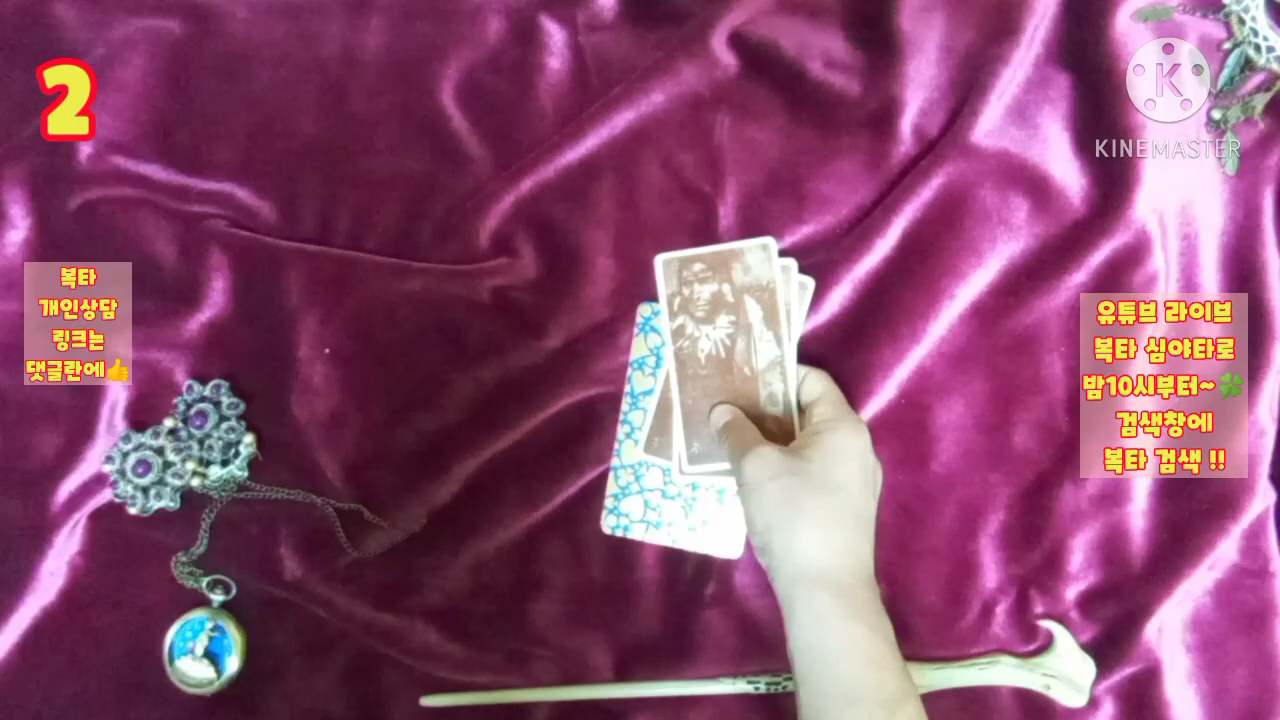 2
K
KINEMASTER
복타
개인상담
링크는
댓글란에👍
유튜브 라이브
복타 심야타로
밤10시부터~🍀
검색창에
복타 검색 !!